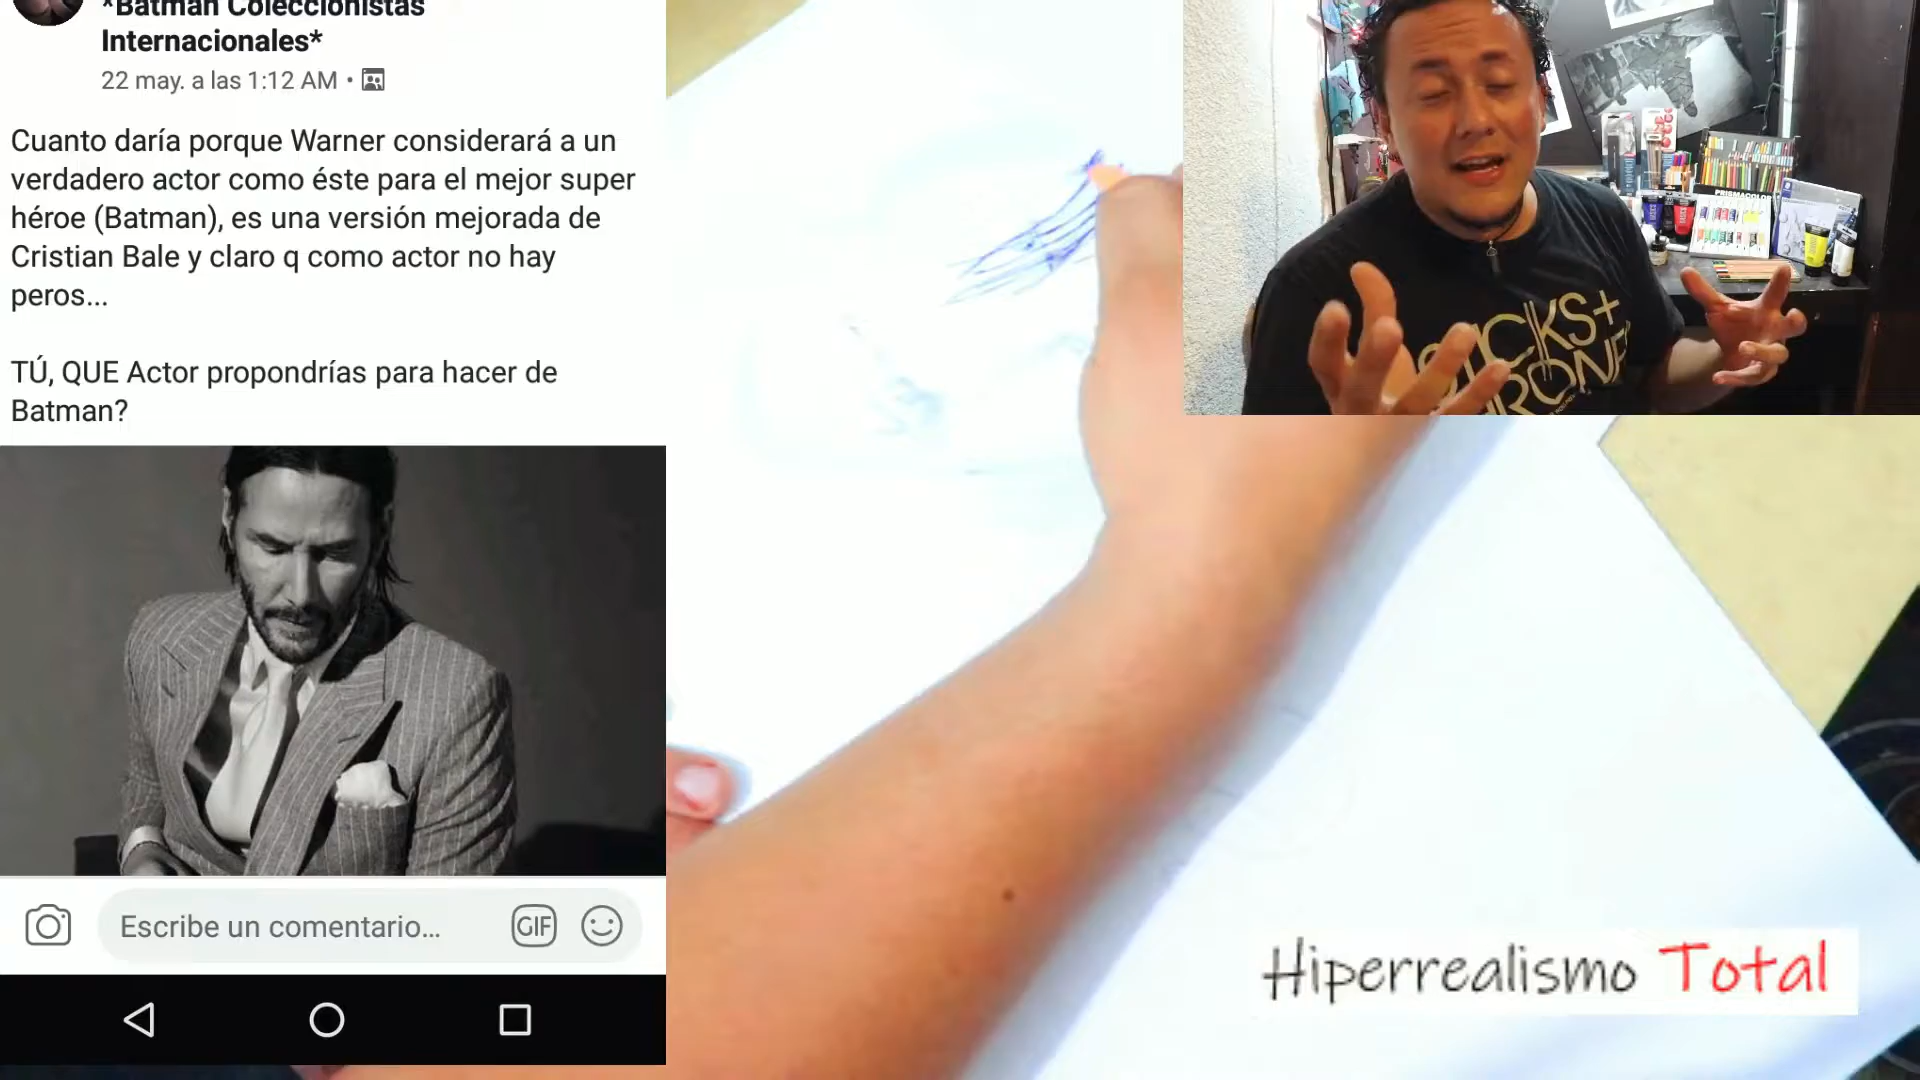 *Batman Coleccionistas
Internacionales*
22 may. a las 1:12 AM •
Cuanto daría porque Warner considerará a un
verdadero actor como éste para el mejor super
héroe (Batman), es una versión mejorada de
Cristian Bale y claro q como actor no hay
peros...
TÚ, QUE Actor propondrías para hacer de
Batman?
Escribe un comentario...
GIF
PRISMACOLOR
Hiperrealismo Total